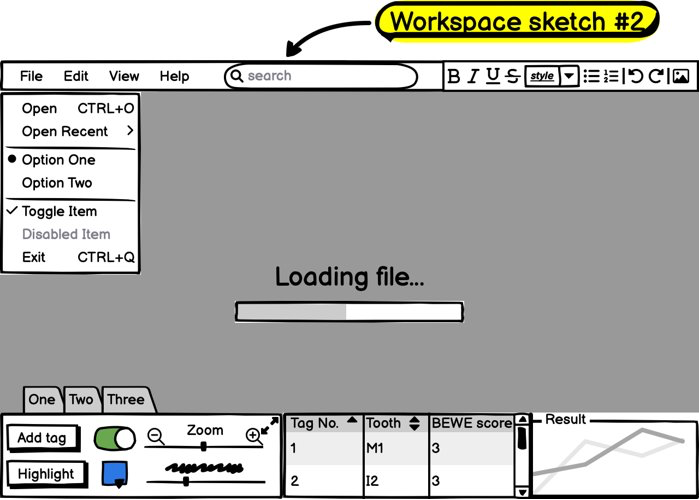 Workspace sketch #2
File Edit View Help search B I U S style
Open CTRL+O
Open Recent
Option One
Option Two
Toggle Item
Disabled Item
Exit CTRL+Q
Loading file...
One Two Three
Add tag Zoom
Highlight
Tag No. Tooth BEWE score
1 M1 3
2 I2 3
Result